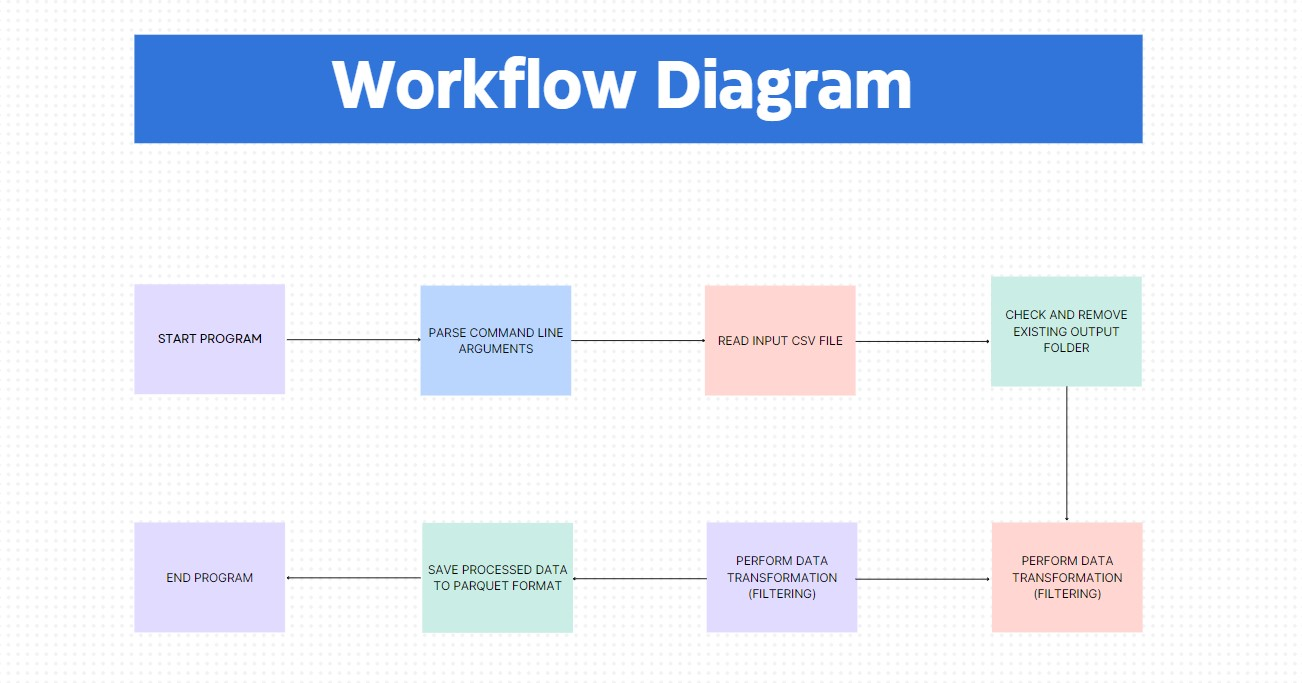 Workflow Diagram
START PROGRAM
PARSE COMMAND LINE
ARGUMENTS
READ INPUT CSV FILE
CHECK AND REMOVE
EXISTING OUTPUT
FOLDER
END PROGRAM
SAVE PROCESSED DATA
TO PARQUET FORMAT
PERFORM DATA
TRANSFORMATION
(FILTERING)
PERFORM DATA
TRANSFORMATION
(FILTERING)